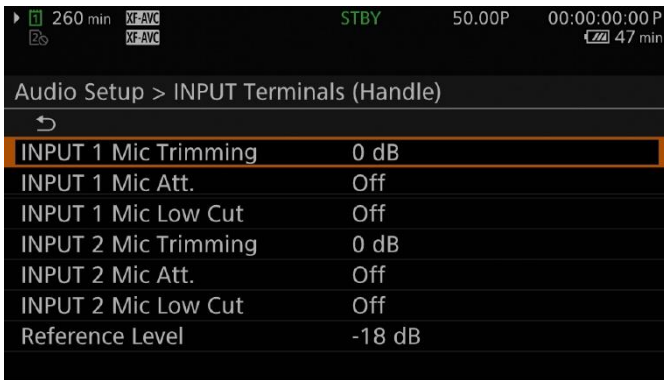 1 260 min XF-AVC STBY 50.00P 00:00:00:00 P
2 XF-AVC 47 min
Audio Setup > INPUT Terminals (Handle)
INPUT 1 Mic Trimming 0 dB
INPUT 1 Mic Att. Off
INPUT 1 Mic Low Cut Off
INPUT 2 Mic Trimming 0 dB
INPUT 2 Mic Att. Off
INPUT 2 Mic Low Cut Off
Reference Level -18 dB